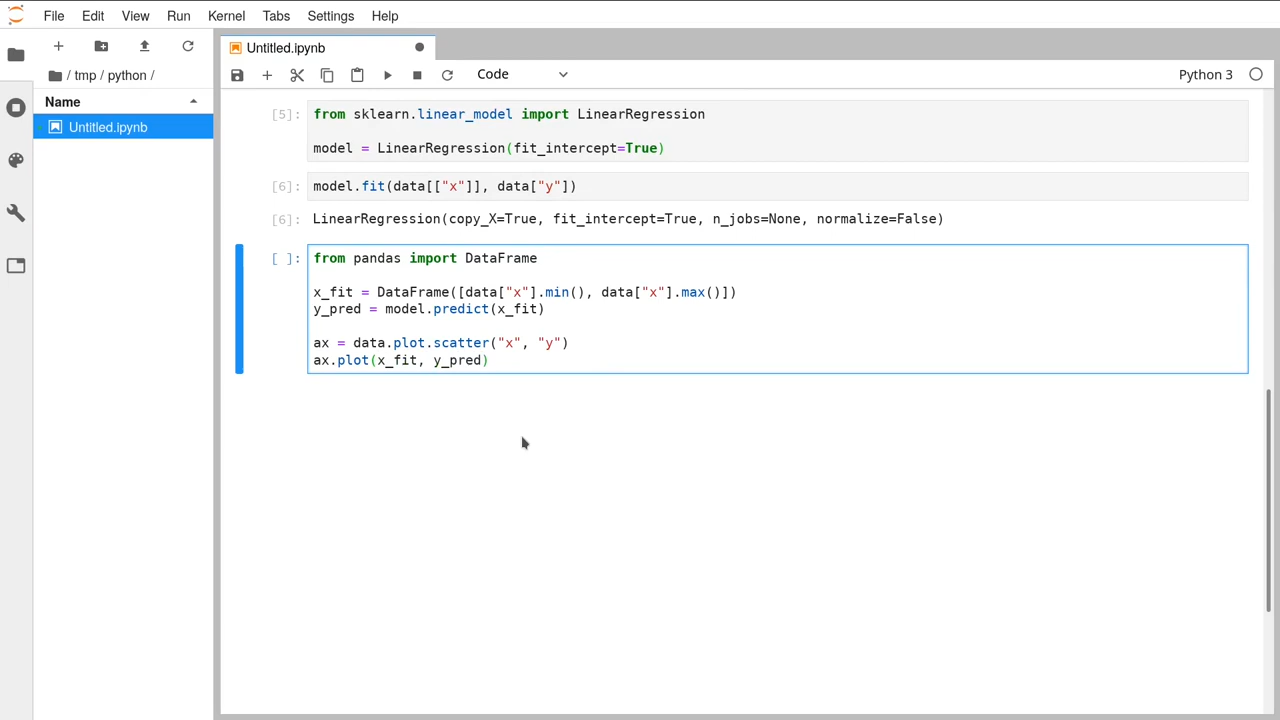 File Edit View Run Kernel Tabs Settings Help
Untitled.ipynb
/ tmp / python /
Code
Python 3
Name
Untitled.ipynb
[5]: from sklearn.linear_model import LinearRegression
model = LinearRegression(fit_intercept=True)
[6]: model.fit(data[["x"]], data["y"])
[6]: LinearRegression(copy_X=True, fit_intercept=True, n_jobs=None, normalize=False)
[ ]: from pandas import DataFrame
x_fit = DataFrame([data["x"].min(), data["x"].max()])
y_pred = model.predict(x_fit)
ax = data.plot.scatter("x", "y")
ax.plot(x_fit, y_pred)